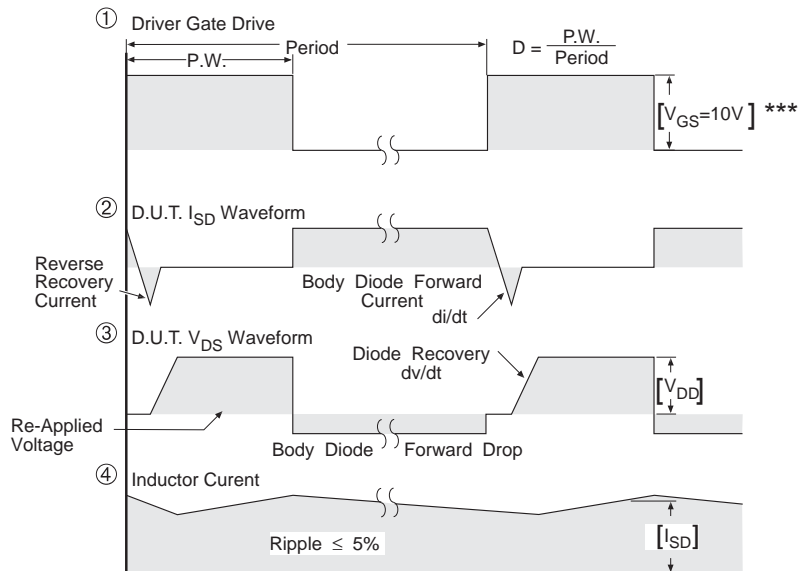 ① Driver Gate Drive
P.W.
Period
D = P.W.
Period
[VGS=10V] ***
② D.U.T. ISD Waveform
Reverse
Recovery
Current
Body Diode Forward
Current
di/dt
③ D.U.T. VDS Waveform
Diode Recovery
dv/dt
[VDD]
Re-Applied
Voltage
Body Diode Forward Drop
④ Inductor Curent
Ripple ≤ 5%
[ISD]